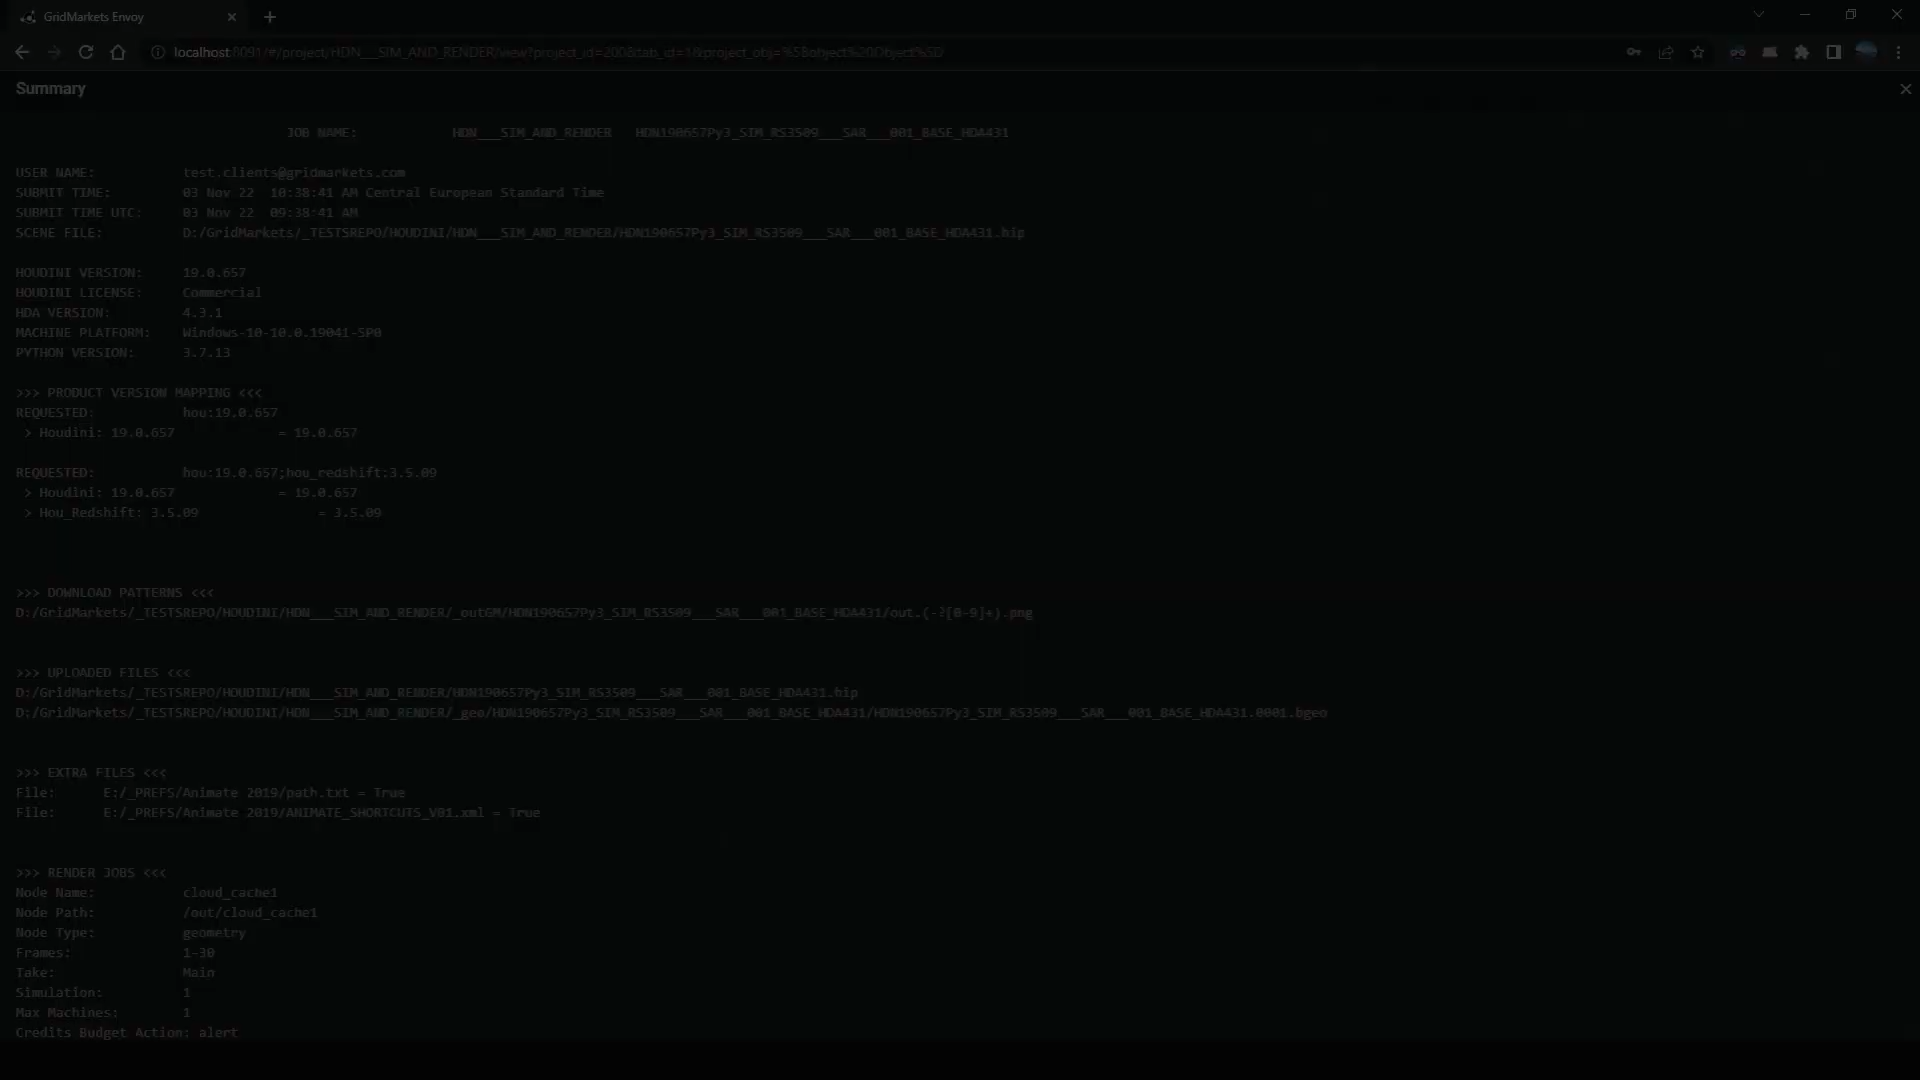 GridMarkets Envoy
localhost:8091/#/project/HDN___SIM_AND_RENDER/view?project_id=200&tab_id=1&project_obj=%5Bobject%20Object%5D
Summary
JOB NAME: HDN___SIM_AND_RENDER HDN190657Py3_SIM_RS3509___SAR___001_BASE_HDA431
USER NAME: test.clients@gridmarkets.com
SUBMIT TIME: 03 Nov 22 10:38:41 AM Central European Standard Time
SUBMIT TIME UTC: 03 Nov 22 09:38:41 AM
SCENE FILE: D:/GridMarkets/_TESTSREPO/HOUDINI/HDN___SIM_AND_RENDER/HDN190657Py3_SIM_RS3509___SAR___001_BASE_HDA431.hip
HOUDINI VERSION: 19.0.657
HOUDINI LICENSE: Commercial
HDA VERSION: 4.3.1
MACHINE PLATFORM: Windows-10-10.0.19041-SP0
PYTHON VERSION: 3.7.13
>>> PRODUCT VERSION MAPPING <<<
REQUESTED: hou:19.0.657
> Houdini: 19.0.657 = 19.0.657
REQUESTED: hou:19.0.657;hou_redshift:3.5.09
> Houdini: 19.0.657 = 19.0.657
> Hou_Redshift: 3.5.09 = 3.5.09
>>> DOWNLOAD PATTERNS <<<
D:/GridMarkets/_TESTSREPO/HOUDINI/HDN___SIM_AND_RENDER/_outGM/HDN190657Py3_SIM_RS3509___SAR___001_BASE_HDA431/out.(-?[0-9]+).png
>>> UPLOADED FILES <<<
D:/GridMarkets/_TESTSREPO/HOUDINI/HDN___SIM_AND_RENDER/HDN190657Py3_SIM_RS3509___SAR___001_BASE_HDA431.hip
D:/GridMarkets/_TESTSREPO/HOUDINI/HDN___SIM_AND_RENDER/_geo/HDN190657Py3_SIM_RS3509___SAR___001_BASE_HDA431/HDN190657Py3_SIM_RS3509___SAR___001_BASE_HDA431.0001.bgeo
>>> EXTRA FILES <<<
File: E:/_PREFS/Animate 2019/path.txt = True
File: E:/_PREFS/Animate 2019/ANIMATE_SHORTCUTS_V01.xml = True
>>> RENDER JOBS <<<
Node Name: cloud_cache1
Node Path: /out/cloud_cache1
Node Type: geometry
Frames: 1-30
Take: Main
Simulation: 1
Max Machines: 1
Credits Budget Action: alert